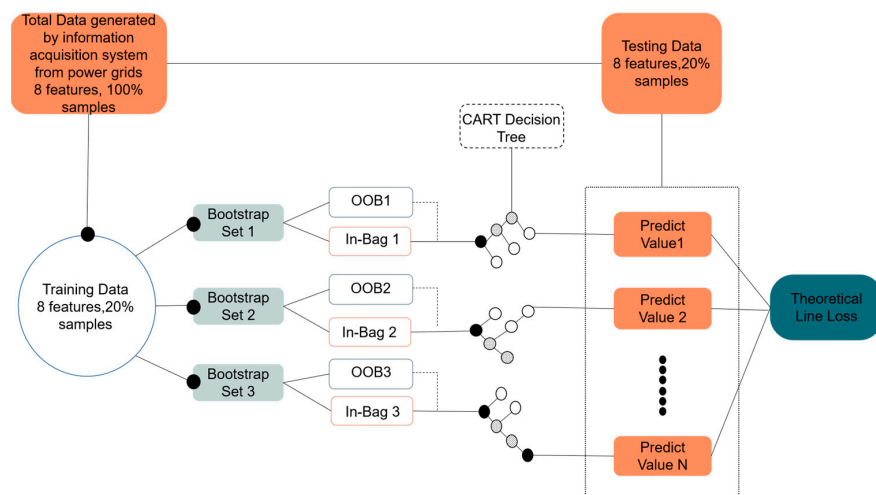 Total Data generated
by information
acquisition system
from power grids
8 features, 100%
samples
Testing Data
8 features,20%
samples
CART Decision
Tree
Bootstrap
Set 1
OOB1
In-Bag 1
Predict
Value1
Training Data
8 features,20%
samples
Bootstrap
Set 2
OOB2
In-Bag 2
Predict
Value 2
Theoretical
Line Loss
Bootstrap
Set 3
OOB3
In-Bag 3
Predict
Value N